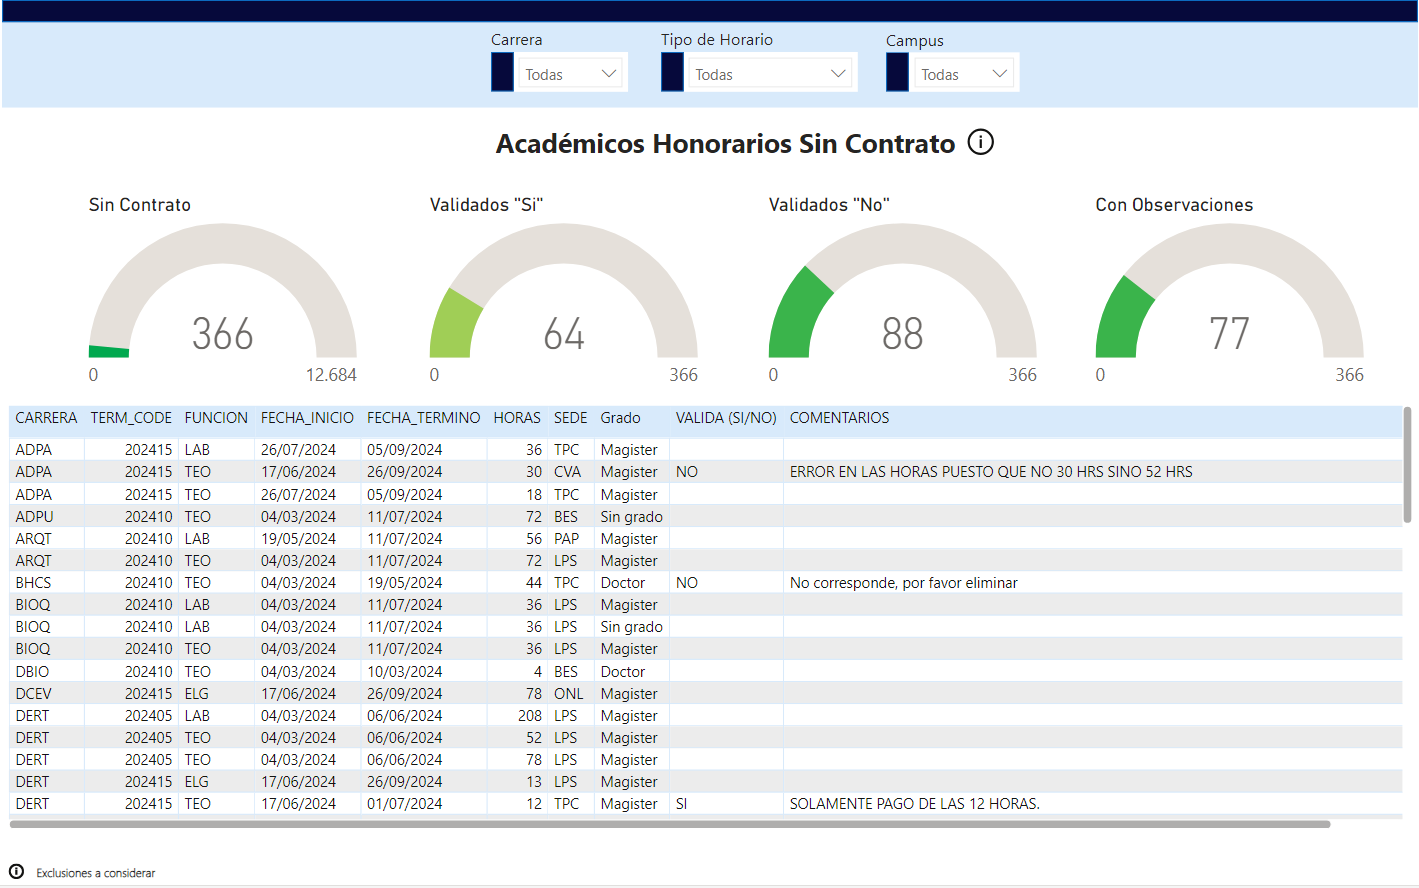 Carrera Tipo de Horario Campus
Todas Todas Todas
Académicos Honorarios Sin Contrato
Sin Contrato Validados "Si" Validados "No" Con Observaciones
366 64 88 77
0 12.684 0 366 0 366 0 366
CARRERA TERM_CODE FUNCION FECHA_INICIO FECHA_TERMINO HORAS SEDE Grado VALIDA (SI/NO) COMENTARIOS
ADPA 202415 LAB 26/07/2024 05/09/2024 36 TPC Magister
ADPA 202415 TEO 17/06/2024 26/09/2024 30 CVA Magister NO ERROR EN LAS HORAS PUESTO QUE NO 30 HRS SINO 52 HRS
ADPA 202415 TEO 26/07/2024 05/09/2024 18 TPC Magister
ADPU 202410 TEO 04/03/2024 11/07/2024 72 BES Sin grado
ARQT 202410 LAB 19/05/2024 11/07/2024 56 PAP Magister
ARQT 202410 TEO 04/03/2024 11/07/2024 72 LPS Magister
BHCS 202410 TEO 04/03/2024 19/05/2024 44 TPC Doctor NO No corresponde, por favor eliminar
BIOQ 202410 LAB 04/03/2024 11/07/2024 36 LPS Magister
BIOQ 202410 LAB 04/03/2024 11/07/2024 36 LPS Sin grado
BIOQ 202410 TEO 04/03/2024 11/07/2024 36 LPS Magister
DBIO 202410 TEO 04/03/2024 10/03/2024 4 BES Doctor
DCEV 202415 ELG 17/06/2024 26/09/2024 78 ONL Magister
DERT 202405 LAB 04/03/2024 06/06/2024 208 LPS Magister
DERT 202405 TEO 04/03/2024 06/06/2024 52 LPS Magister
DERT 202405 TEO 04/03/2024 06/06/2024 78 LPS Magister
DERT 202415 ELG 17/06/2024 26/09/2024 13 LPS Magister
DERT 202415 TEO 17/06/2024 01/07/2024 12 TPC Magister SI SOLAMENTE PAGO DE LAS 12 HORAS.
Exclusiones a considerar